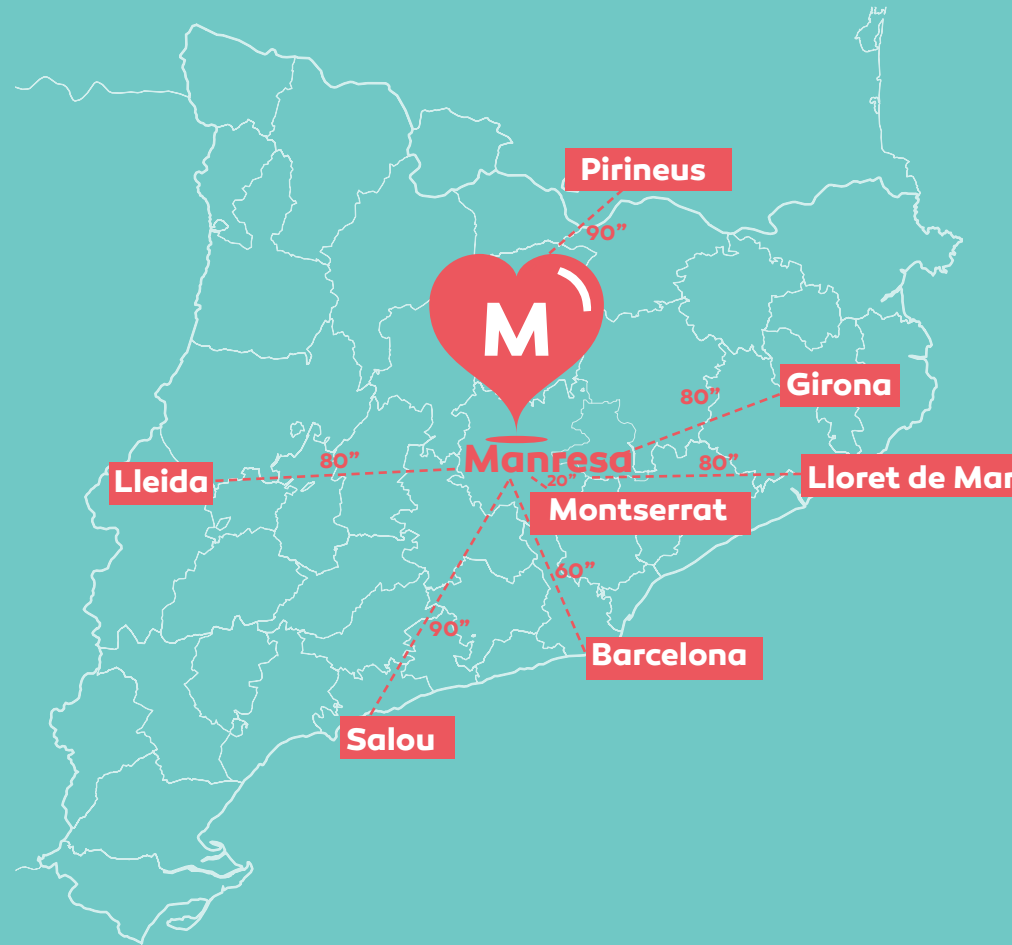 Pirineus
90”
M
Girona
80”
Manresa
80”
80”
Lleida
Lloret de Mar
20”
Montserrat
60”
90”
Barcelona
Salou